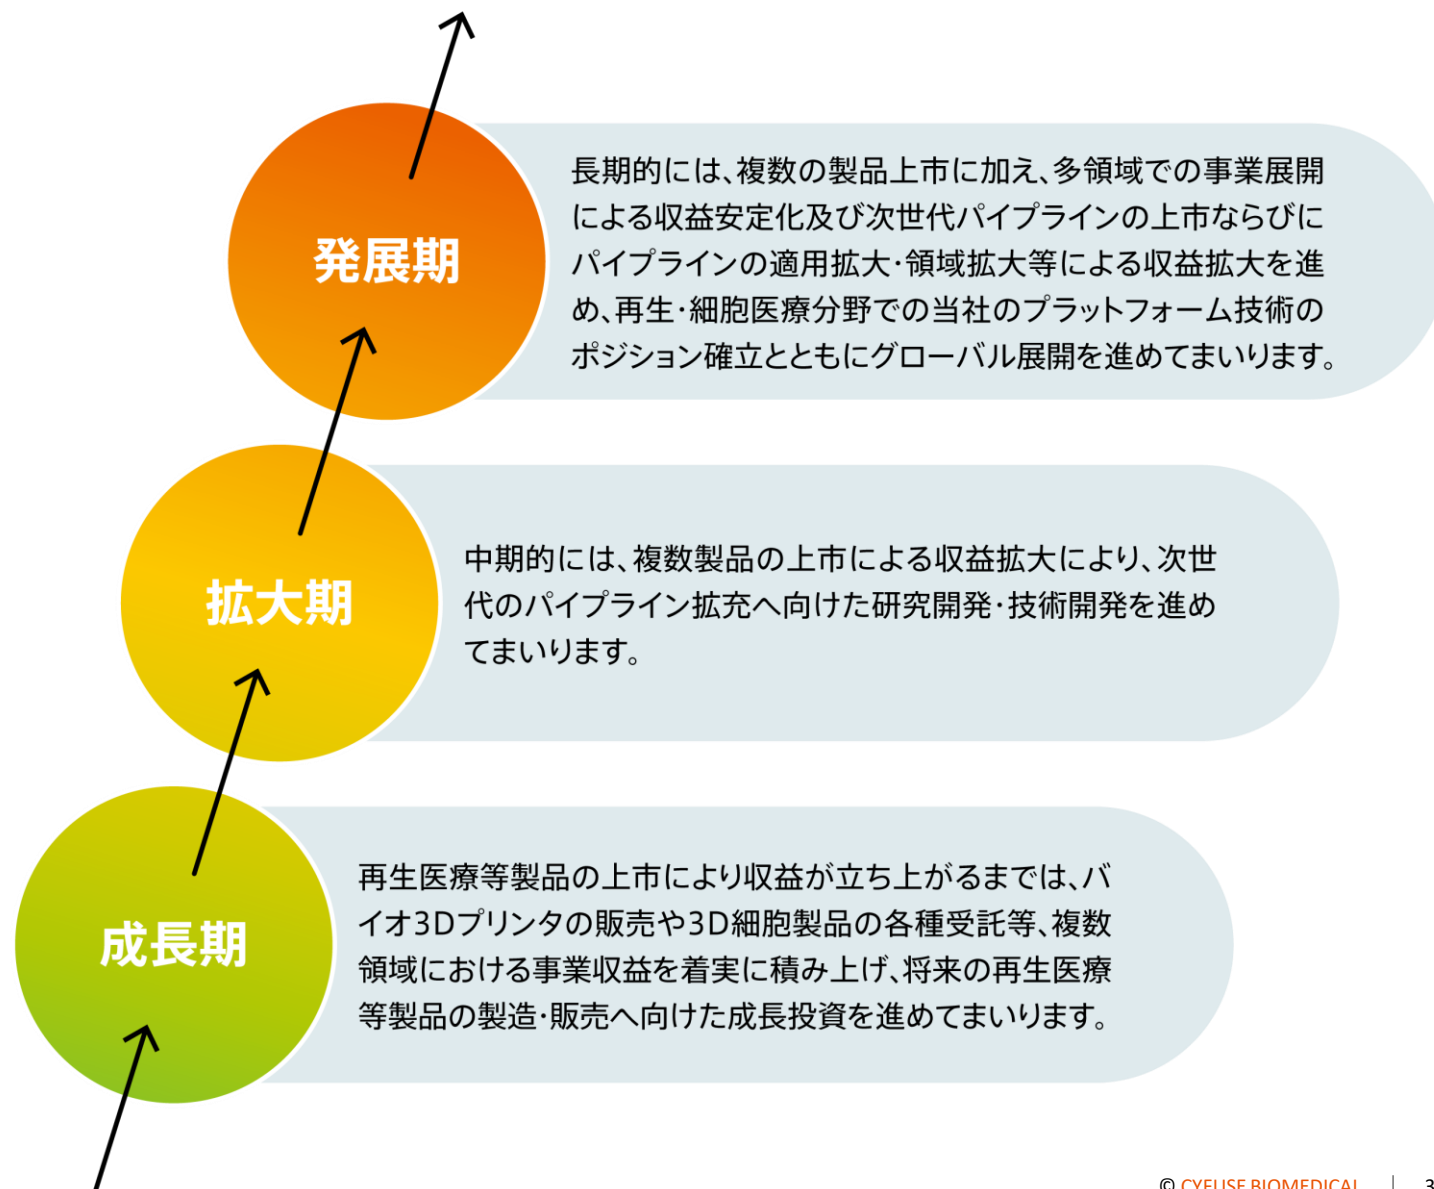 発展期
長期的には、複数の製品上市に加え、多領域での事業展開
による収益安定化及び次世代パイプラインの上市ならびに
パイプラインの適用拡大・領域拡大等による収益拡大を進
め、再生・細胞医療分野での当社のプラットフォーム技術の
ポジション確立とともにグローバル展開を進めてまいります。
拡大期
中期的には、複数製品の上市による収益拡大により、次世
代のパイプライン拡充へ向けた研究開発・技術開発を進め
てまいります。
成長期
再生医療等製品の上市により収益が立ち上がるまでは、バ
イオ3Dプリンタの販売や3D細胞製品の各種受託等、複数
領域における事業収益を着実に積み上げ、将来の再生医療
等製品の製造・販売へ向けた成長投資を進めてまいります。
© CYFUSE BIOMEDICAL | 3